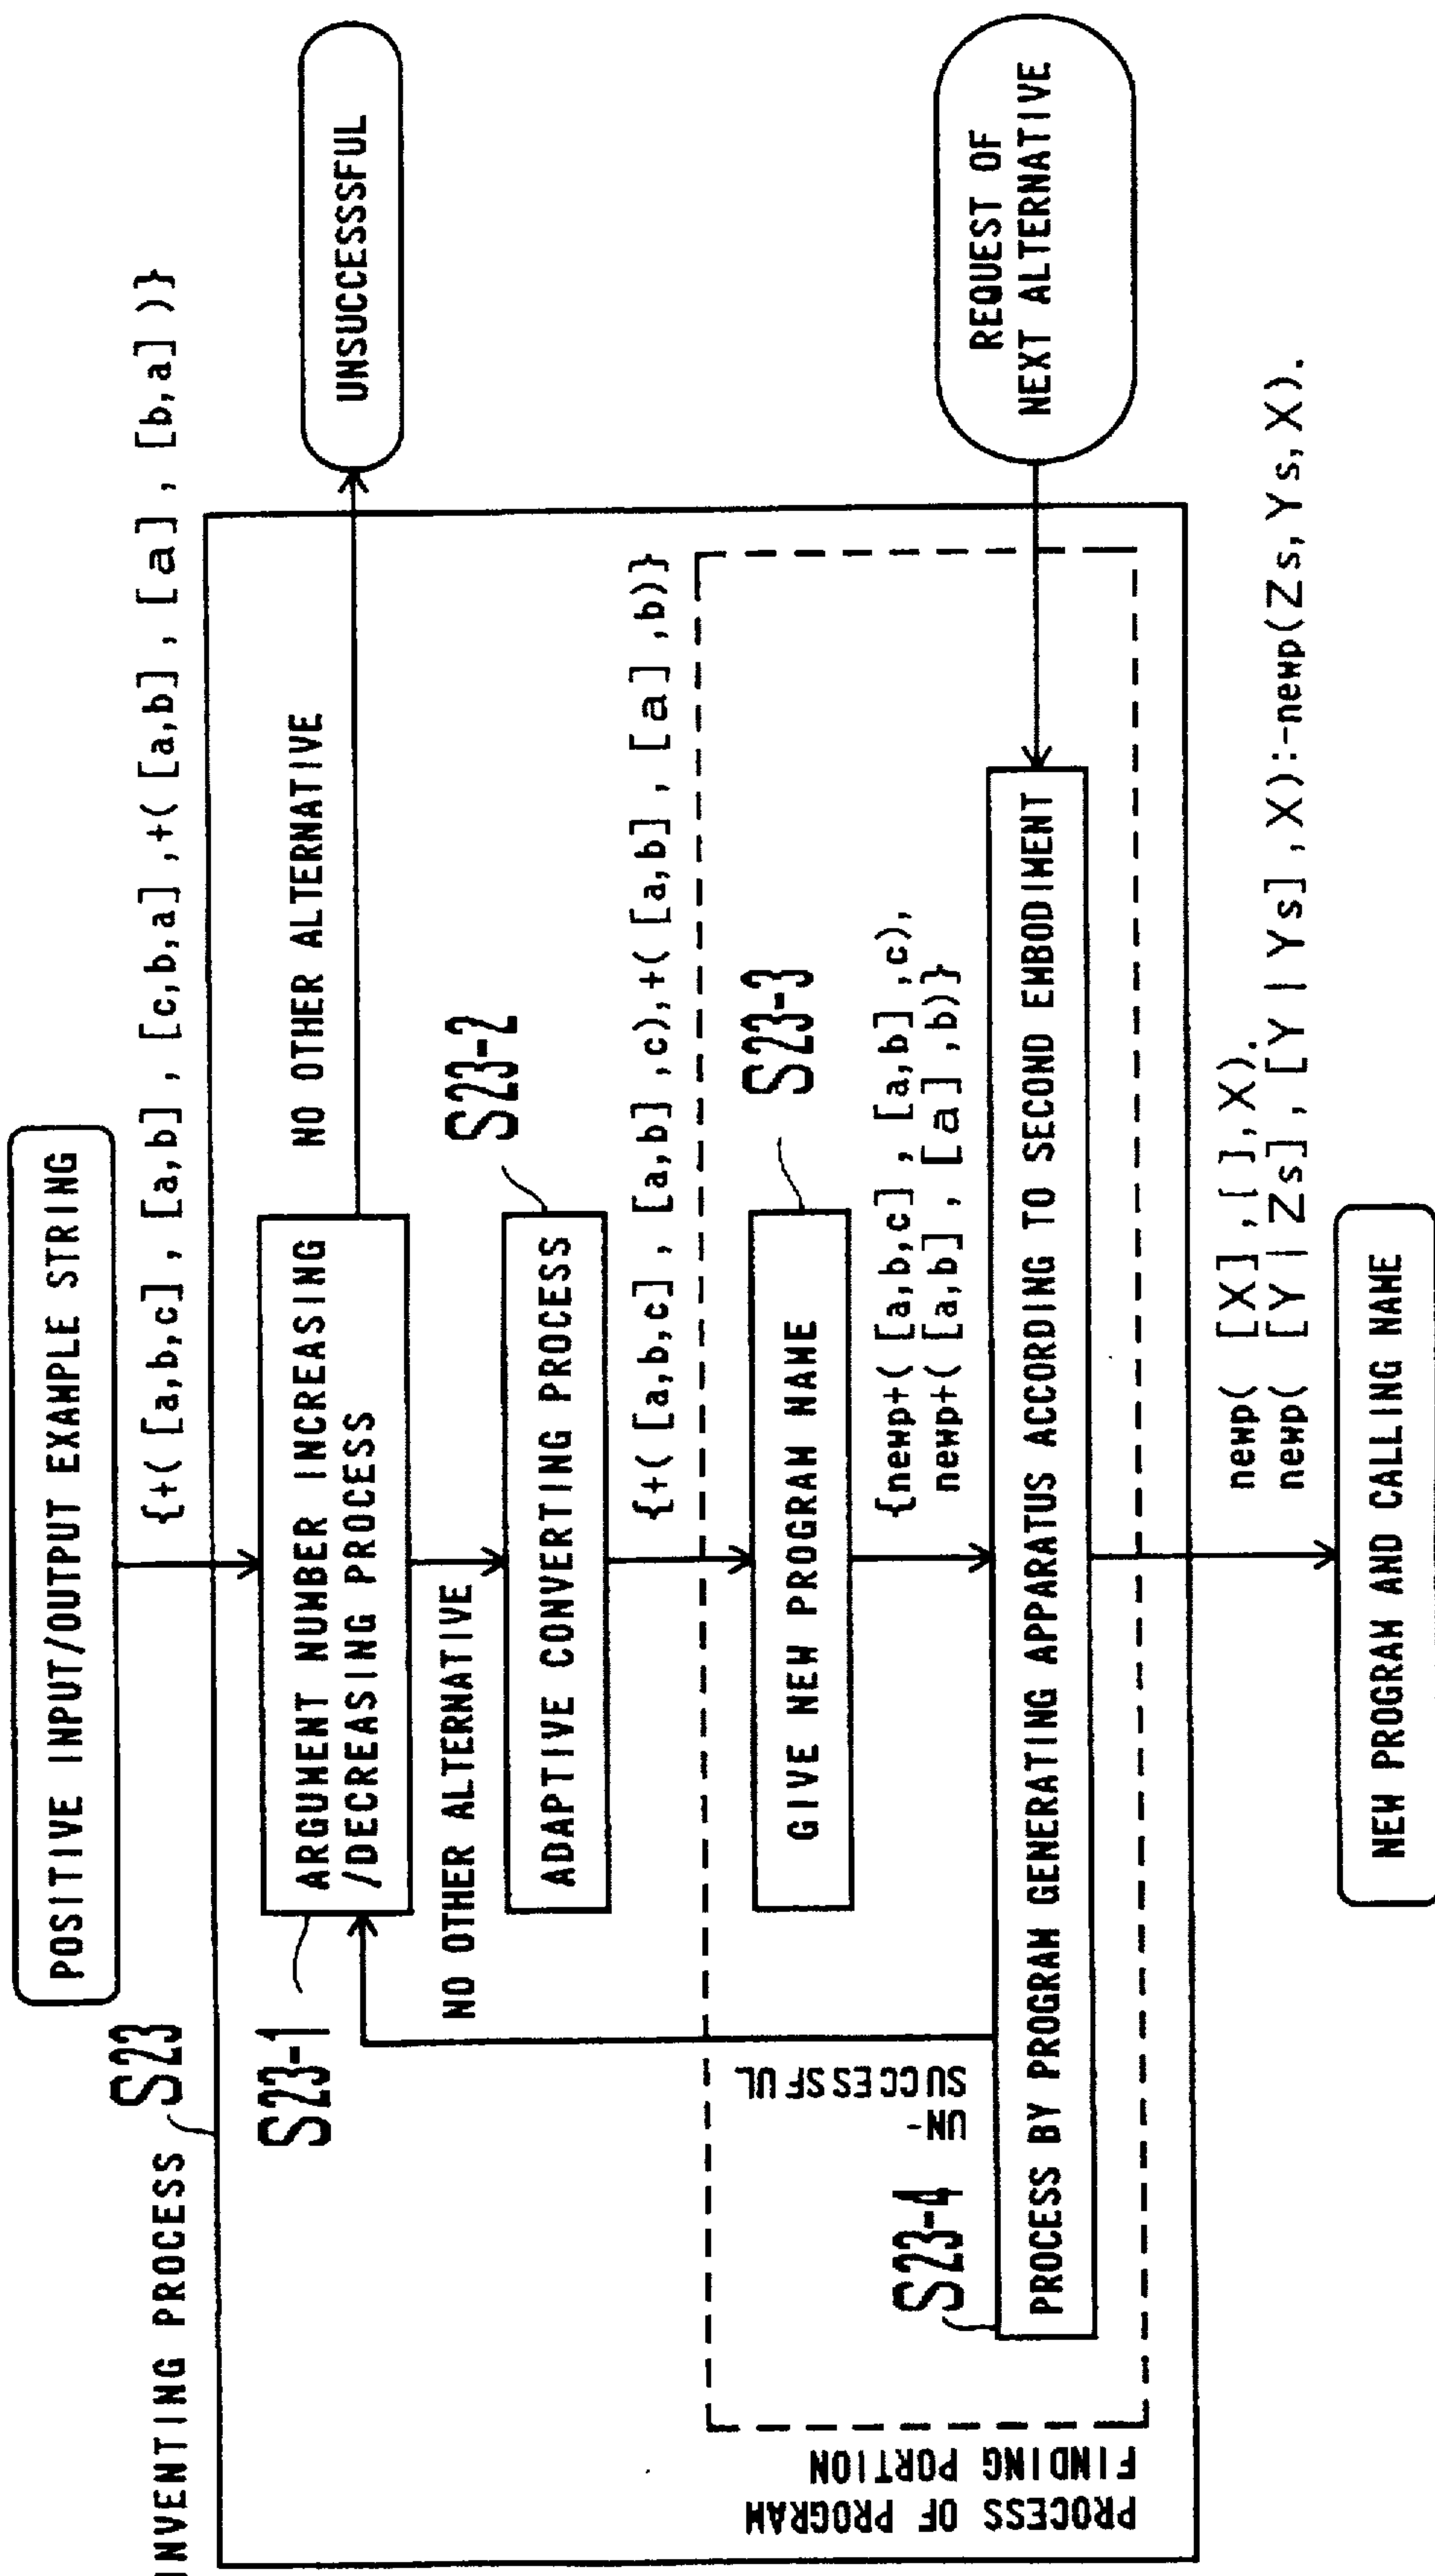 INVENTING PROCESS
S23
POSITIVE INPUT/OUTPUT EXAMPLE STRING
{+( [a,b,c] , [a,b] , [c,b,a] ,+( [a,b] , [a] , [b,a] )}
S23-1
ARGUMENT NUMBER INCREASING
/DECREASING PROCESS
NO OTHER ALTERNATIVE
UNSUCCESSFUL
NO OTHER ALTERNATIVE
S23-2
ADAPTIVE CONVERTING PROCESS
{+( [a,b,c] , [a,b] ,c),+( [a,b] , [a] ,b)}
S23-3
GIVE NEW PROGRAM NAME
{newp+( [a,b,c] , [a,b] ,c),
newp+( [a,b] , [a] ,b)}
UN-
SUCCESSFUL
S23-4
PROCESS BY PROGRAM GENERATING APPARATUS ACCORDING TO SECOND EMBODIMENT
REQUEST OF
NEXT ALTERNATIVE
PROCESS OF PROGRAM
FINDING PORTION
newp( [X] , [ ] ,X).
newp( [Y | Zs] , [Y | Ys] ,X):-newp(Zs,Ys,X).
NEW PROGRAM AND CALLING NAME